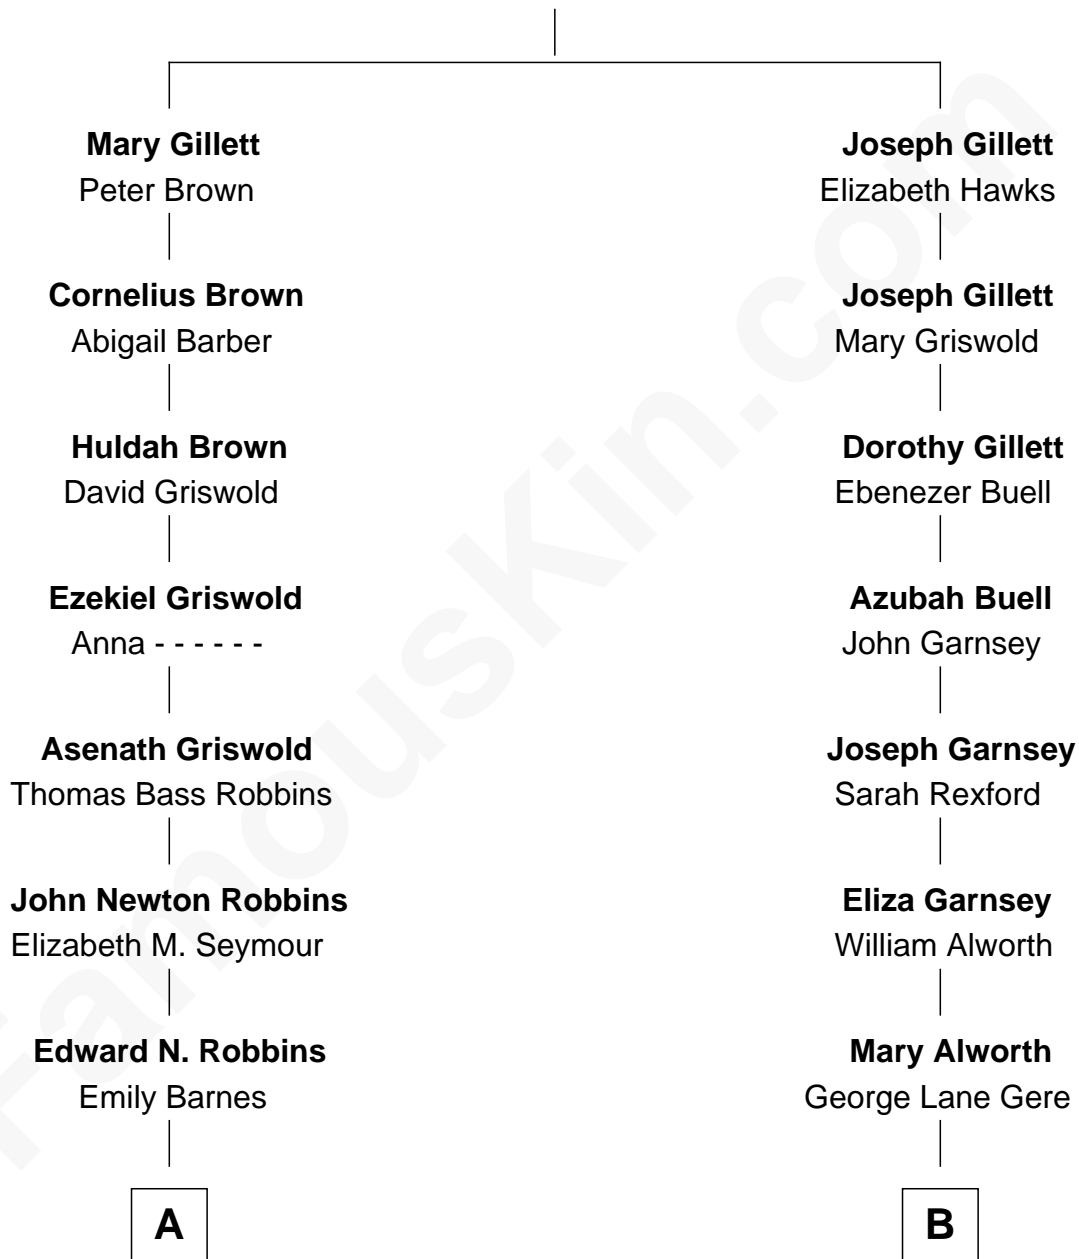 Mary Gillett
Peter Brown
Cornelius Brown
Abigail Barber
Huldah Brown
David Griswold
Ezekiel Griswold
Anna - - - - - -
Asenath Griswold
Thomas Bass Robbins
John Newton Robbins
Elizabeth M. Seymour
Edward N. Robbins
Emily Barnes
A
Joseph Gillett
Elizabeth Hawks
Joseph Gillett
Mary Griswold
Dorothy Gillett
Ebenezer Buell
Azubah Buell
John Garnsey
Joseph Garnsey
Sarah Rexford
Eliza Garnsey
William Alworth
Mary Alworth
George Lane Gere
B
FamousKin.com